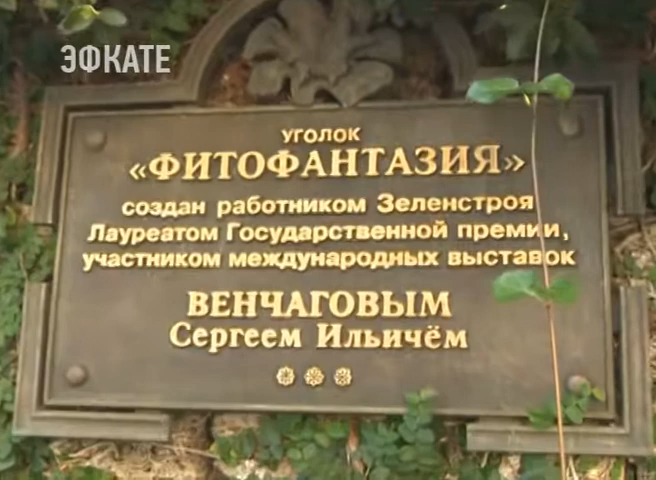 ЭФКАТЕ
УГОЛОК
«ФИТОФАНТАЗИЯ»
создан работником Зеленстроя
Лауреатом Государственной премии,
участником международных выставок
ВЕНЧАГОВЫМ
Сергеем Ильичём